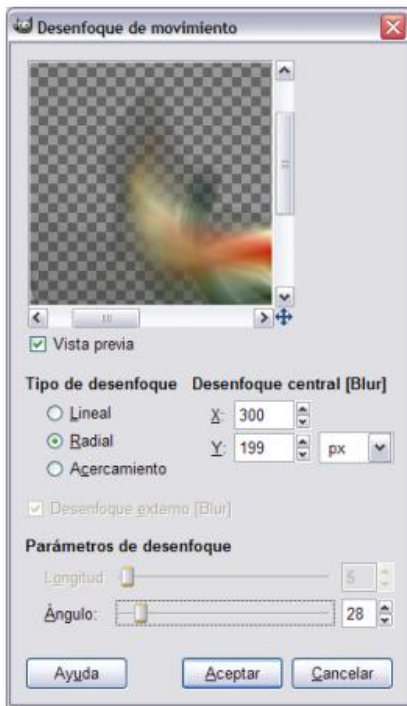 Desenfoque de movimiento
Vista previa
Tipo de desenfoque Desenfoque central [Blur]
Lineal X: 300
Radial Y: 199 px
Acercamiento
Desenfoque externo [Blur]
Parámetros de desenfoque
Longitud: 5
Ángulo: 28
Ayuda Aceptar Cancelar